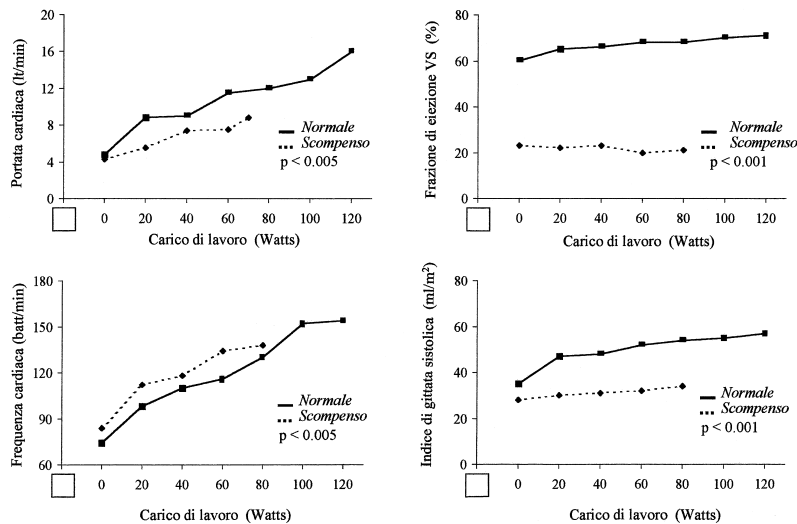 Portata cardiaca (lt/min)
20
16
12
8
4
0
Normale
Scompenso
p < 0.005
0 20 40 60 80 100 120
Carico di lavoro (Watts)
Frazione di eiezione VS (%)
80
60
40
20
0
Normale
Scompenso
p < 0.001
0 20 40 60 80 100 120
Carico di lavoro (Watts)
Frequenza cardiaca (batt/min)
180
150
120
90
60
Normale
Scompenso
p < 0.005
0 20 40 60 80 100 120
Carico di lavoro (Watts)
Indice di gittata sistolica (ml/m²)
80
60
40
20
0
Normale
Scompenso
p < 0.001
0 20 40 60 80 100 120
Carico di lavoro (Watts)